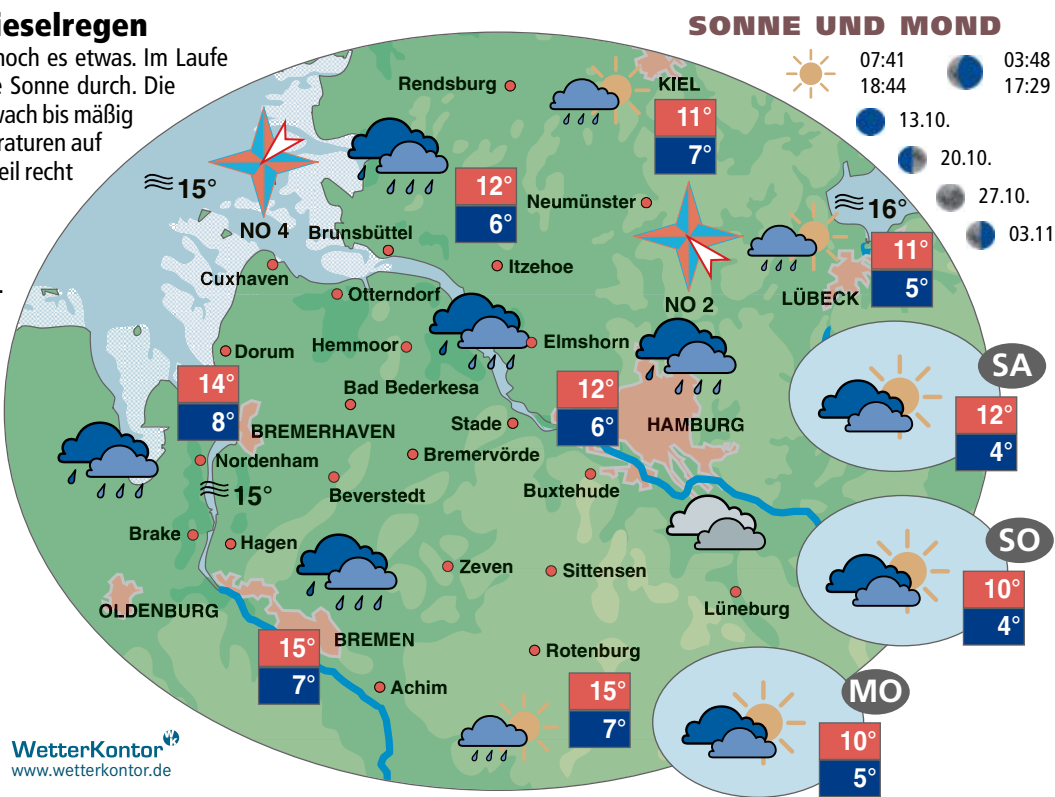 ieselregen
noch es etwas. Im Laufe
e Sonne durch. Die
wach bis mäßig
raturen auf
eil recht
SONNE UND MOND
07:41
18:44
03:48
17:29
13.10.
20.10.
27.10.
03.11
Rendsburg
KIEL
11°
7°
15°
NO 4
12°
6°
Neumünster
16°
Brunsbüttel
Cuxhaven
Itzehoe
NO 2
LÜBECK
11°
5°
Otterndorf
Dorum
Hemmoor
Elmshorn
14°
8°
Bad Bederkesa
BREMERHAVEN
Stade
12°
6°
HAMBURG
SA
12°
4°
Nordenham
Bremervörde
15°
Beverstedt
Buxtehude
Brake
Hagen
Zeven
Sittensen
Lüneburg
SO
10°
4°
OLDENBURG
BREMEN
15°
7°
Rotenburg
Achim
15°
7°
MO
10°
5°
WetterKontor
www.wetterkontor.de